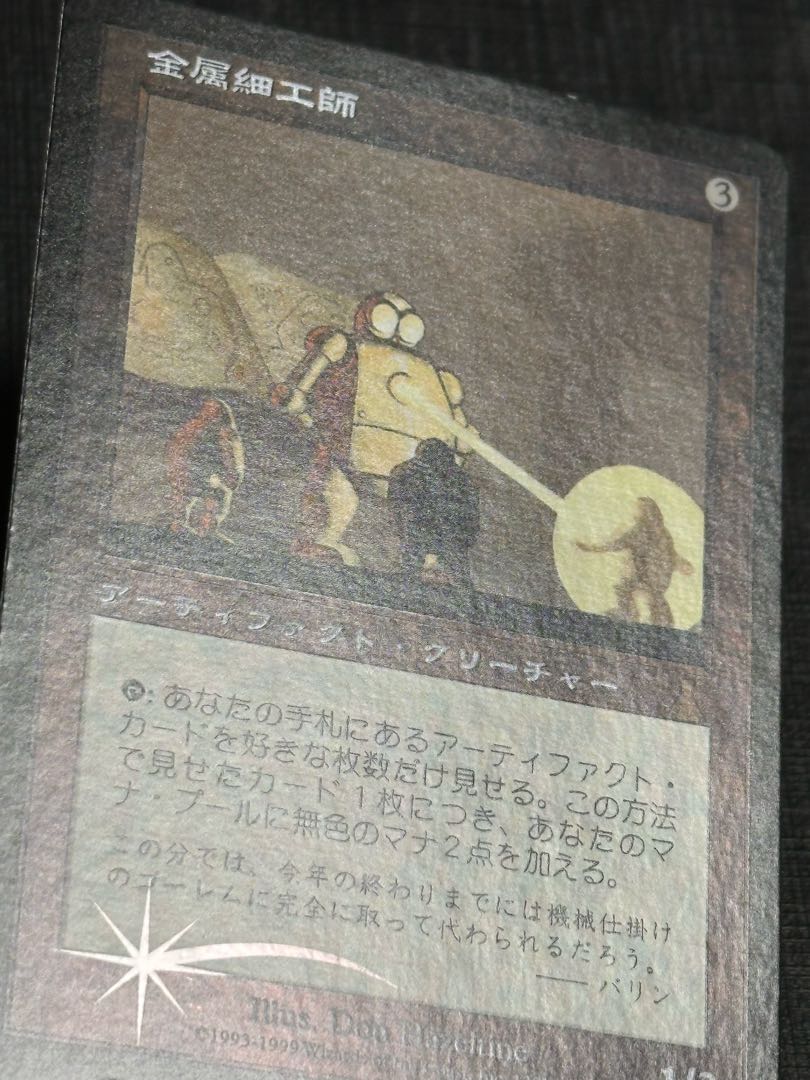 金属細工師
3
アーティファクト・クリーチャー
: あなたの手札にあるアーティファクト・
カードを好きな枚数だけ見せる。この方法
で見せたカード1枚につき、あなたのマ
ナ・プールに無色のマナ2点を加える。
この分では、今年の終わりまでには機械仕掛け
のゴーレムに完全に取って代わられるだろう。
―― バリン
Illus. Don
©1993-1999 Wizards of